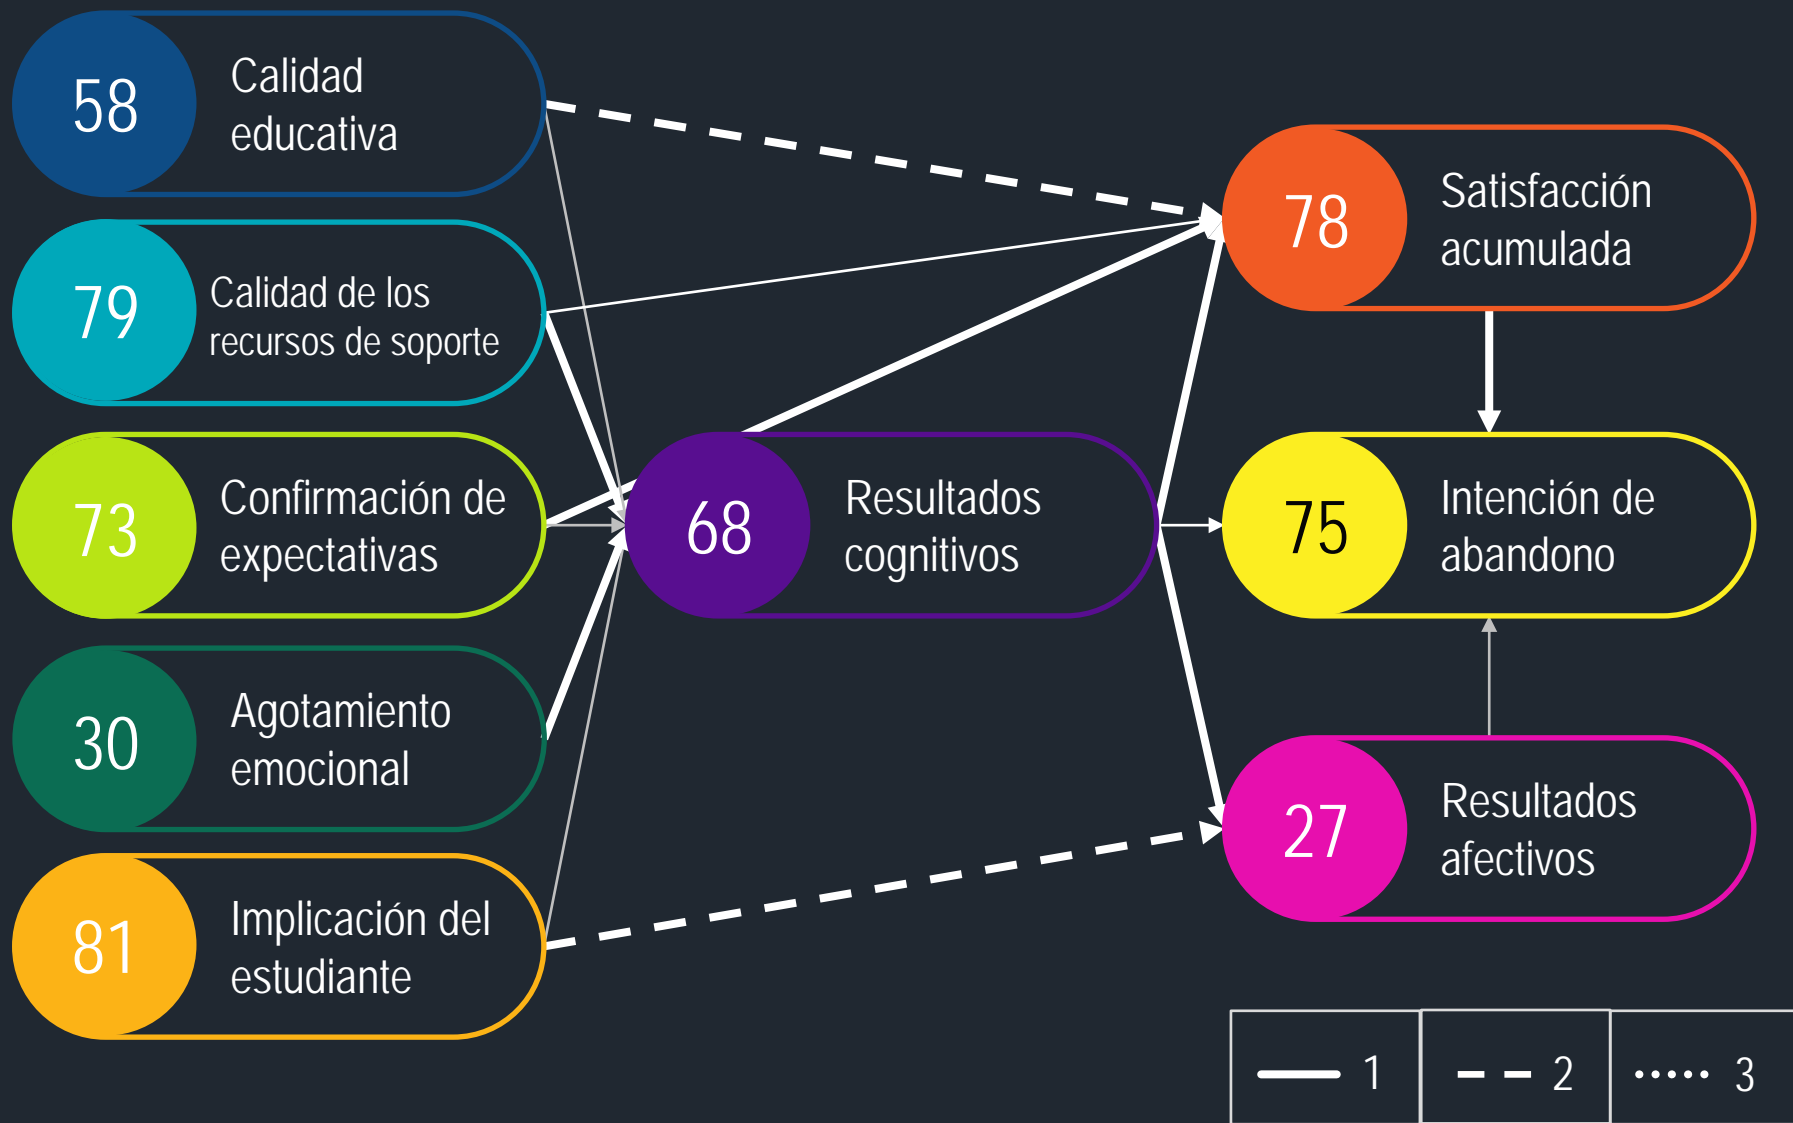 58
Calidad
educativa
79
Calidad de los
recursos de soporte
73
Confirmación de
expectativas
30
Agotamiento
emocional
81
Implicación del
estudiante
68
Resultados
cognitivos
78
Satisfacción
acumulada
75
Intención de
abandono
27
Resultados
afectivos
1
2
3